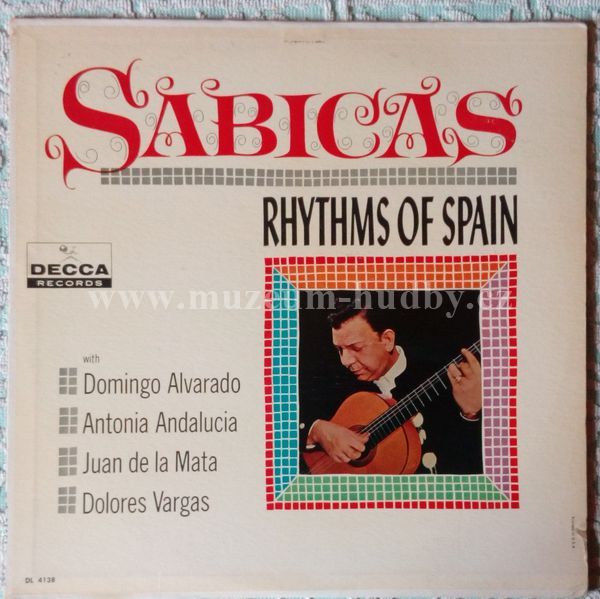 SABICAS
RHYTHMS OF SPAIN
DECCA
RECORDS
www.muzeum-hudby.cz
with
Domingo Alvarado
Antonia Andalucia
Juan de la Mata
Dolores Vargas
DL 4138